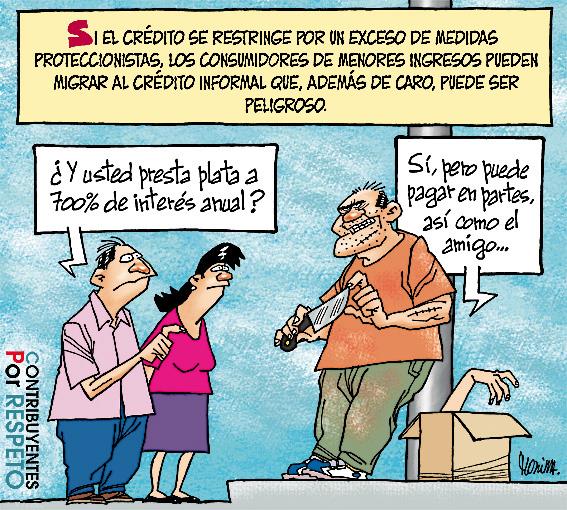 SI EL CRÉDITO SE RESTRINGE POR UN EXCESO DE MEDIDAS
PROTECCIONISTAS, LOS CONSUMIDORES DE MENORES INGRESOS PUEDEN
MIGRAR AL CRÉDITO INFORMAL QUE, ADEMÁS DE CARO, PUEDE SER
PELIGROSO.
¿Y usted presta plata a
700% de interés anual?
Sí, pero puede
pagar en partes,
así como el
amigo...
CONTRIBUYENTES
Por RESPETO